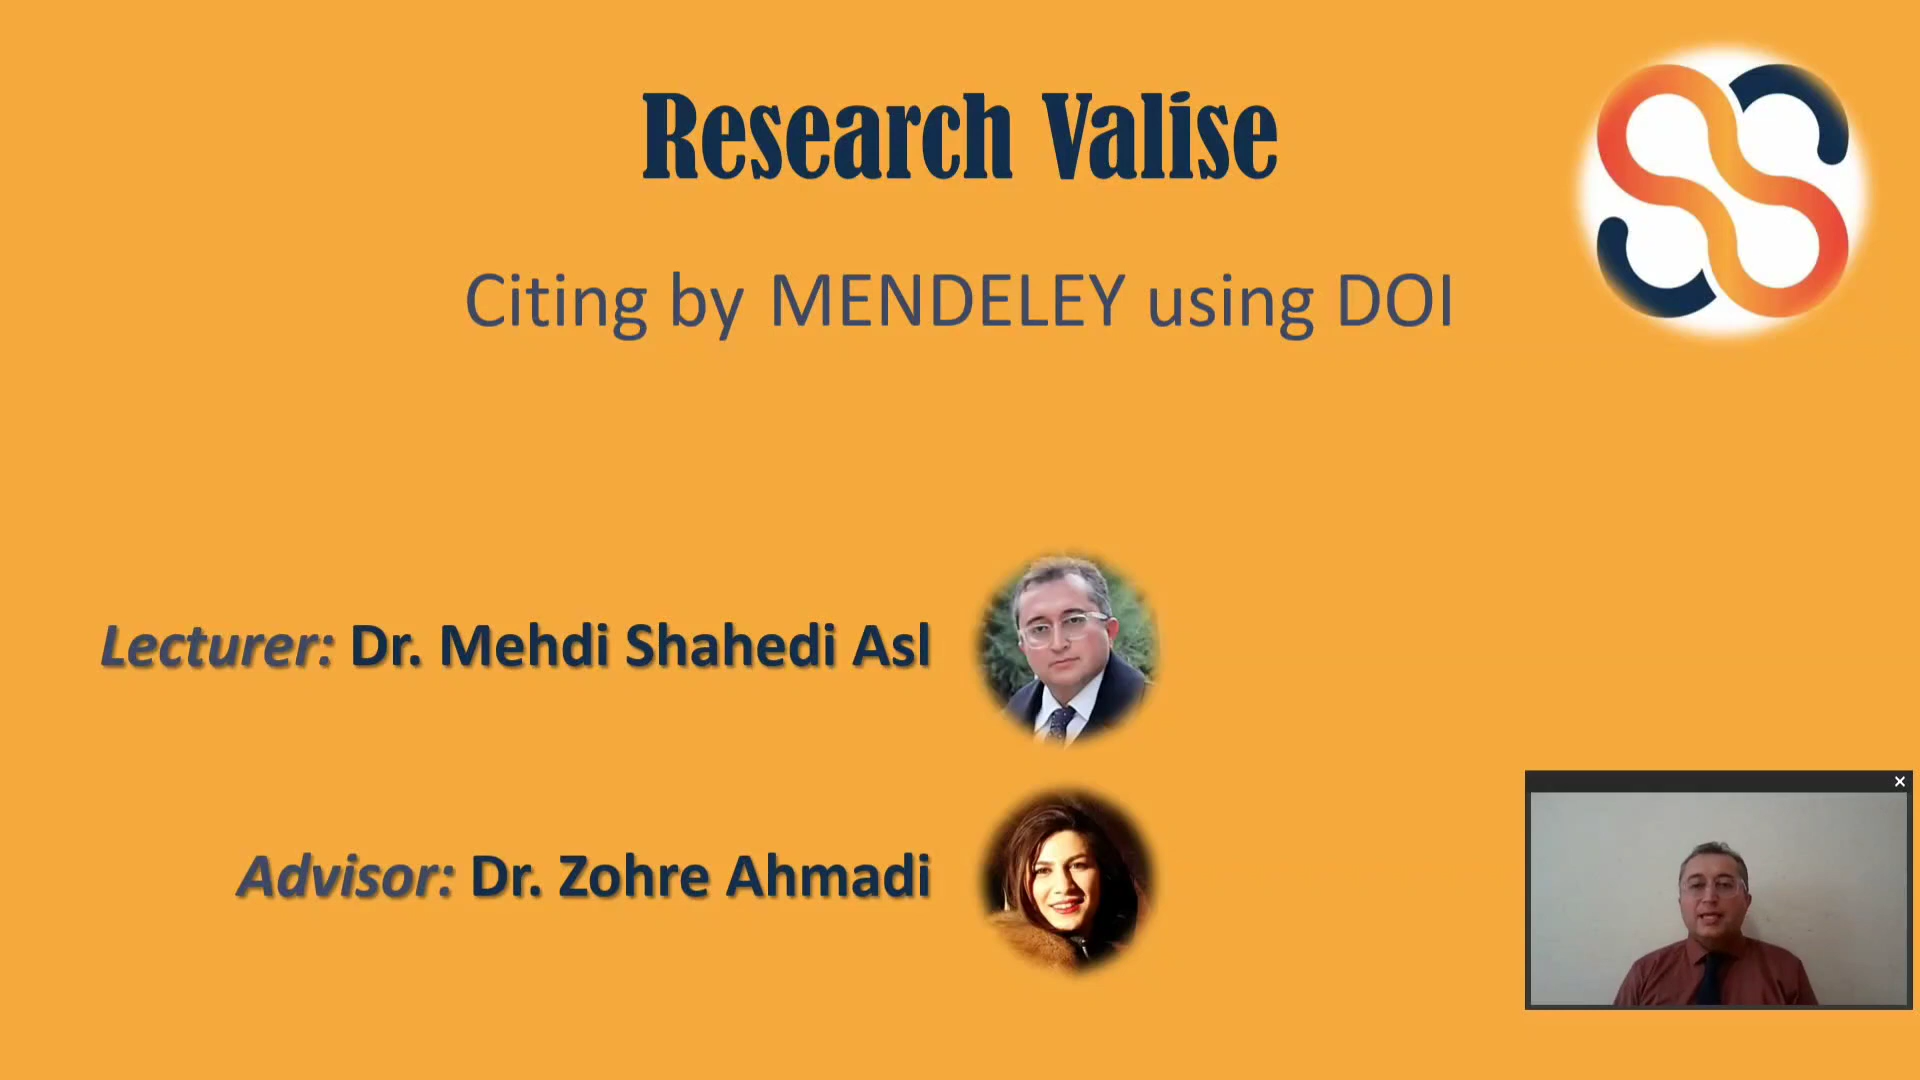 Research Valise
Citing by MENDELEY using DOI
Lecturer: Dr. Mehdi Shahedi Asl
Advisor: Dr. Zohre Ahmadi